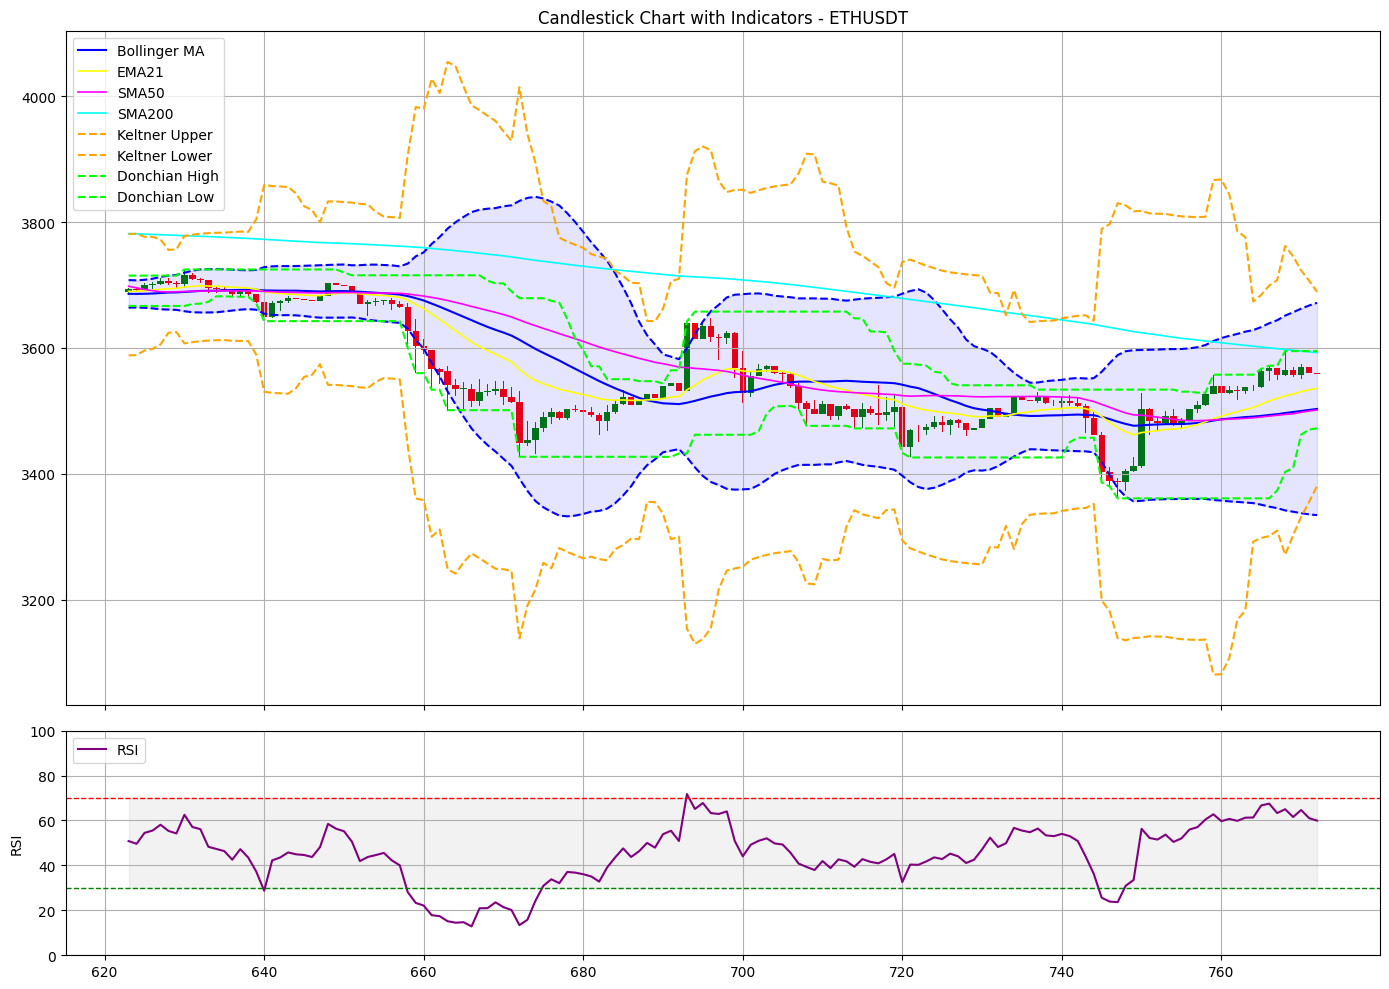 Candlestick Chart with Indicators - ETHUSDT
Bollinger MA
EMA21
SMA50
SMA200
Keltner Upper
Keltner Lower
Donchian High
Donchian Low
4000
3800
3600
3400
3200
RSI
RSI
100
80
60
40
20
0
620 640 660 680 700 720 740 760